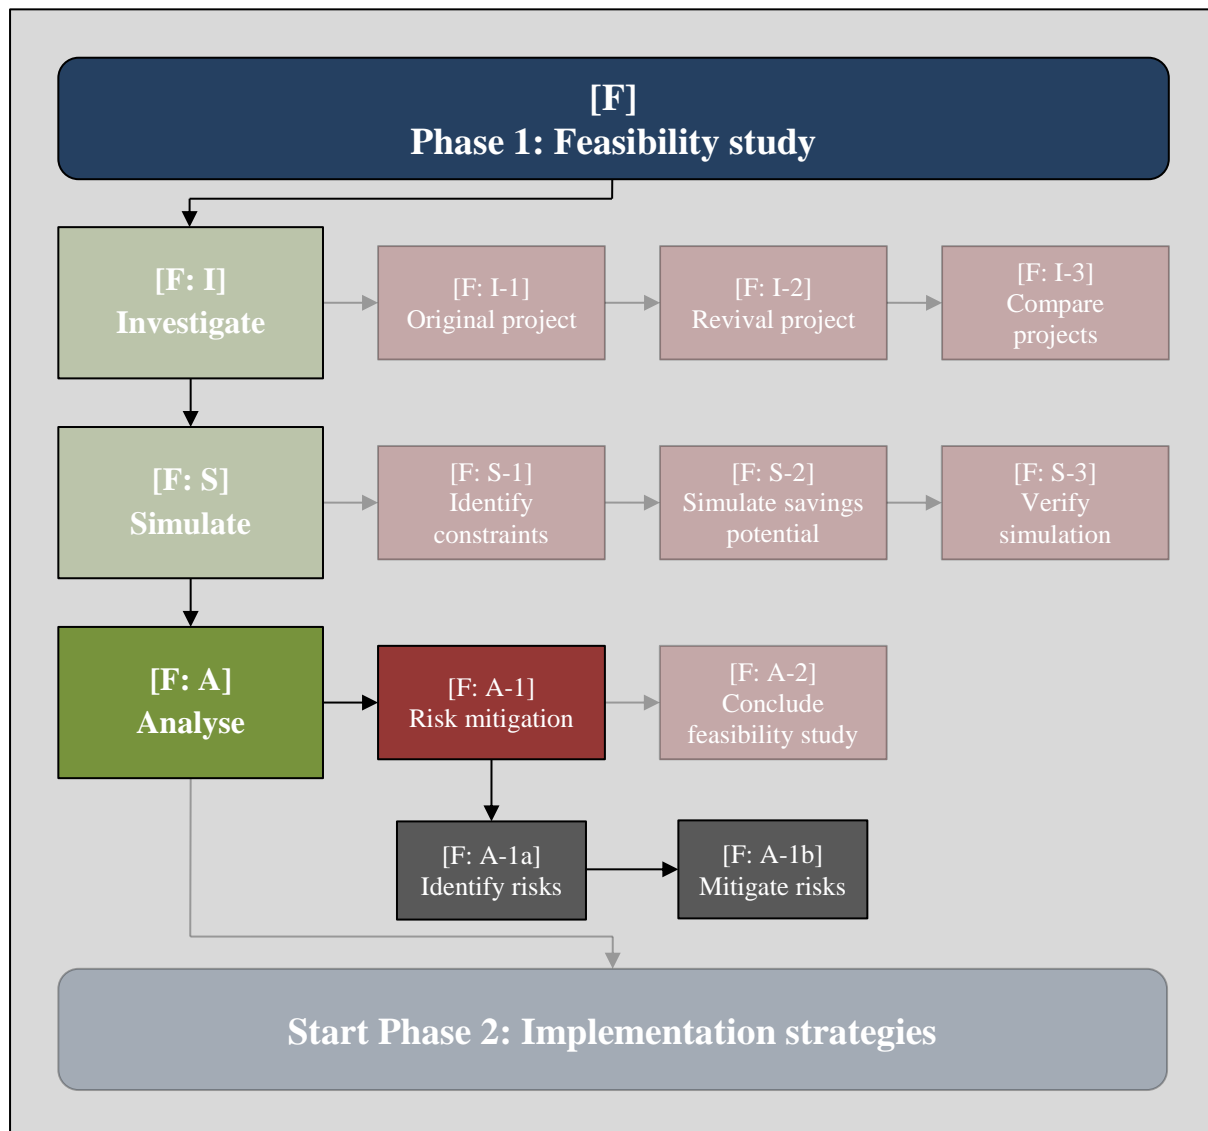 [F]
Phase 1: Feasibility study
[F: I]
Investigate
[F: I-1]
Original project
[F: I-2]
Revival project
[F: I-3]
Compare
projects
[F: S]
Simulate
[F: S-1]
Identify
constraints
[F: S-2]
Simulate savings
potential
[F: S-3]
Verify
simulation
[F: A]
Analyse
[F: A-1]
Risk mitigation
[F: A-2]
Conclude
feasibility study
[F: A-1a]
Identify risks
[F: A-1b]
Mitigate risks
Start Phase 2: Implementation strategies